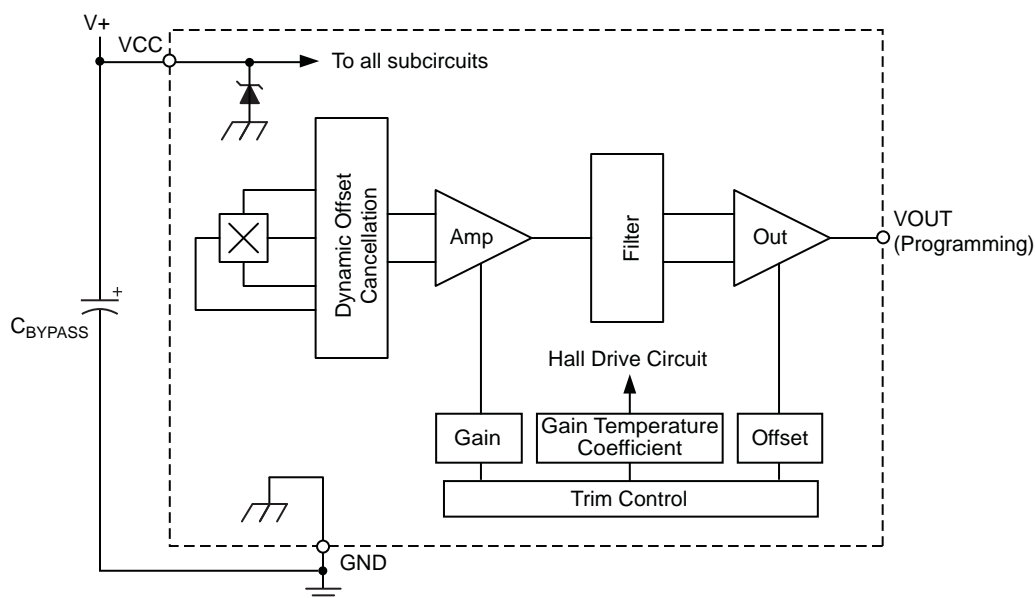 V+
VCC
To all subcircuits
Dynamic Offset
Cancellation
Amp
Filter
Out
VOUT
(Programming)
+
CBYPASS
Hall Drive Circuit
Gain
Gain Temperature
Coefficient
Offset
Trim Control
GND